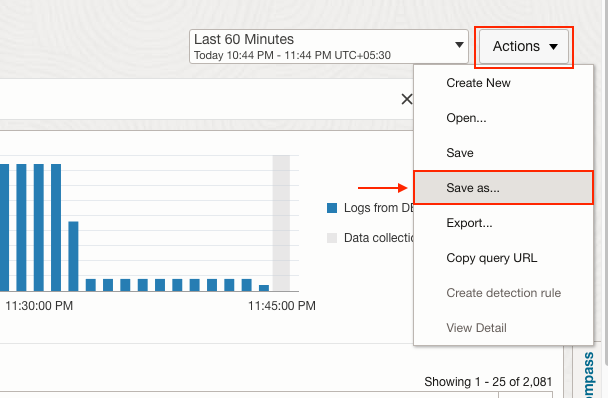 Last 60 Minutes
Today 10:44 PM - 11:44 PM UTC+05:30
Actions
Create New
Open...
Save
Save as...
Export...
Copy query URL
Create detection rule
View Detail
Logs from DE
Data collectio
11:30:00 PM
11:45:00 PM
Showing 1 - 25 of 2,081
mpass